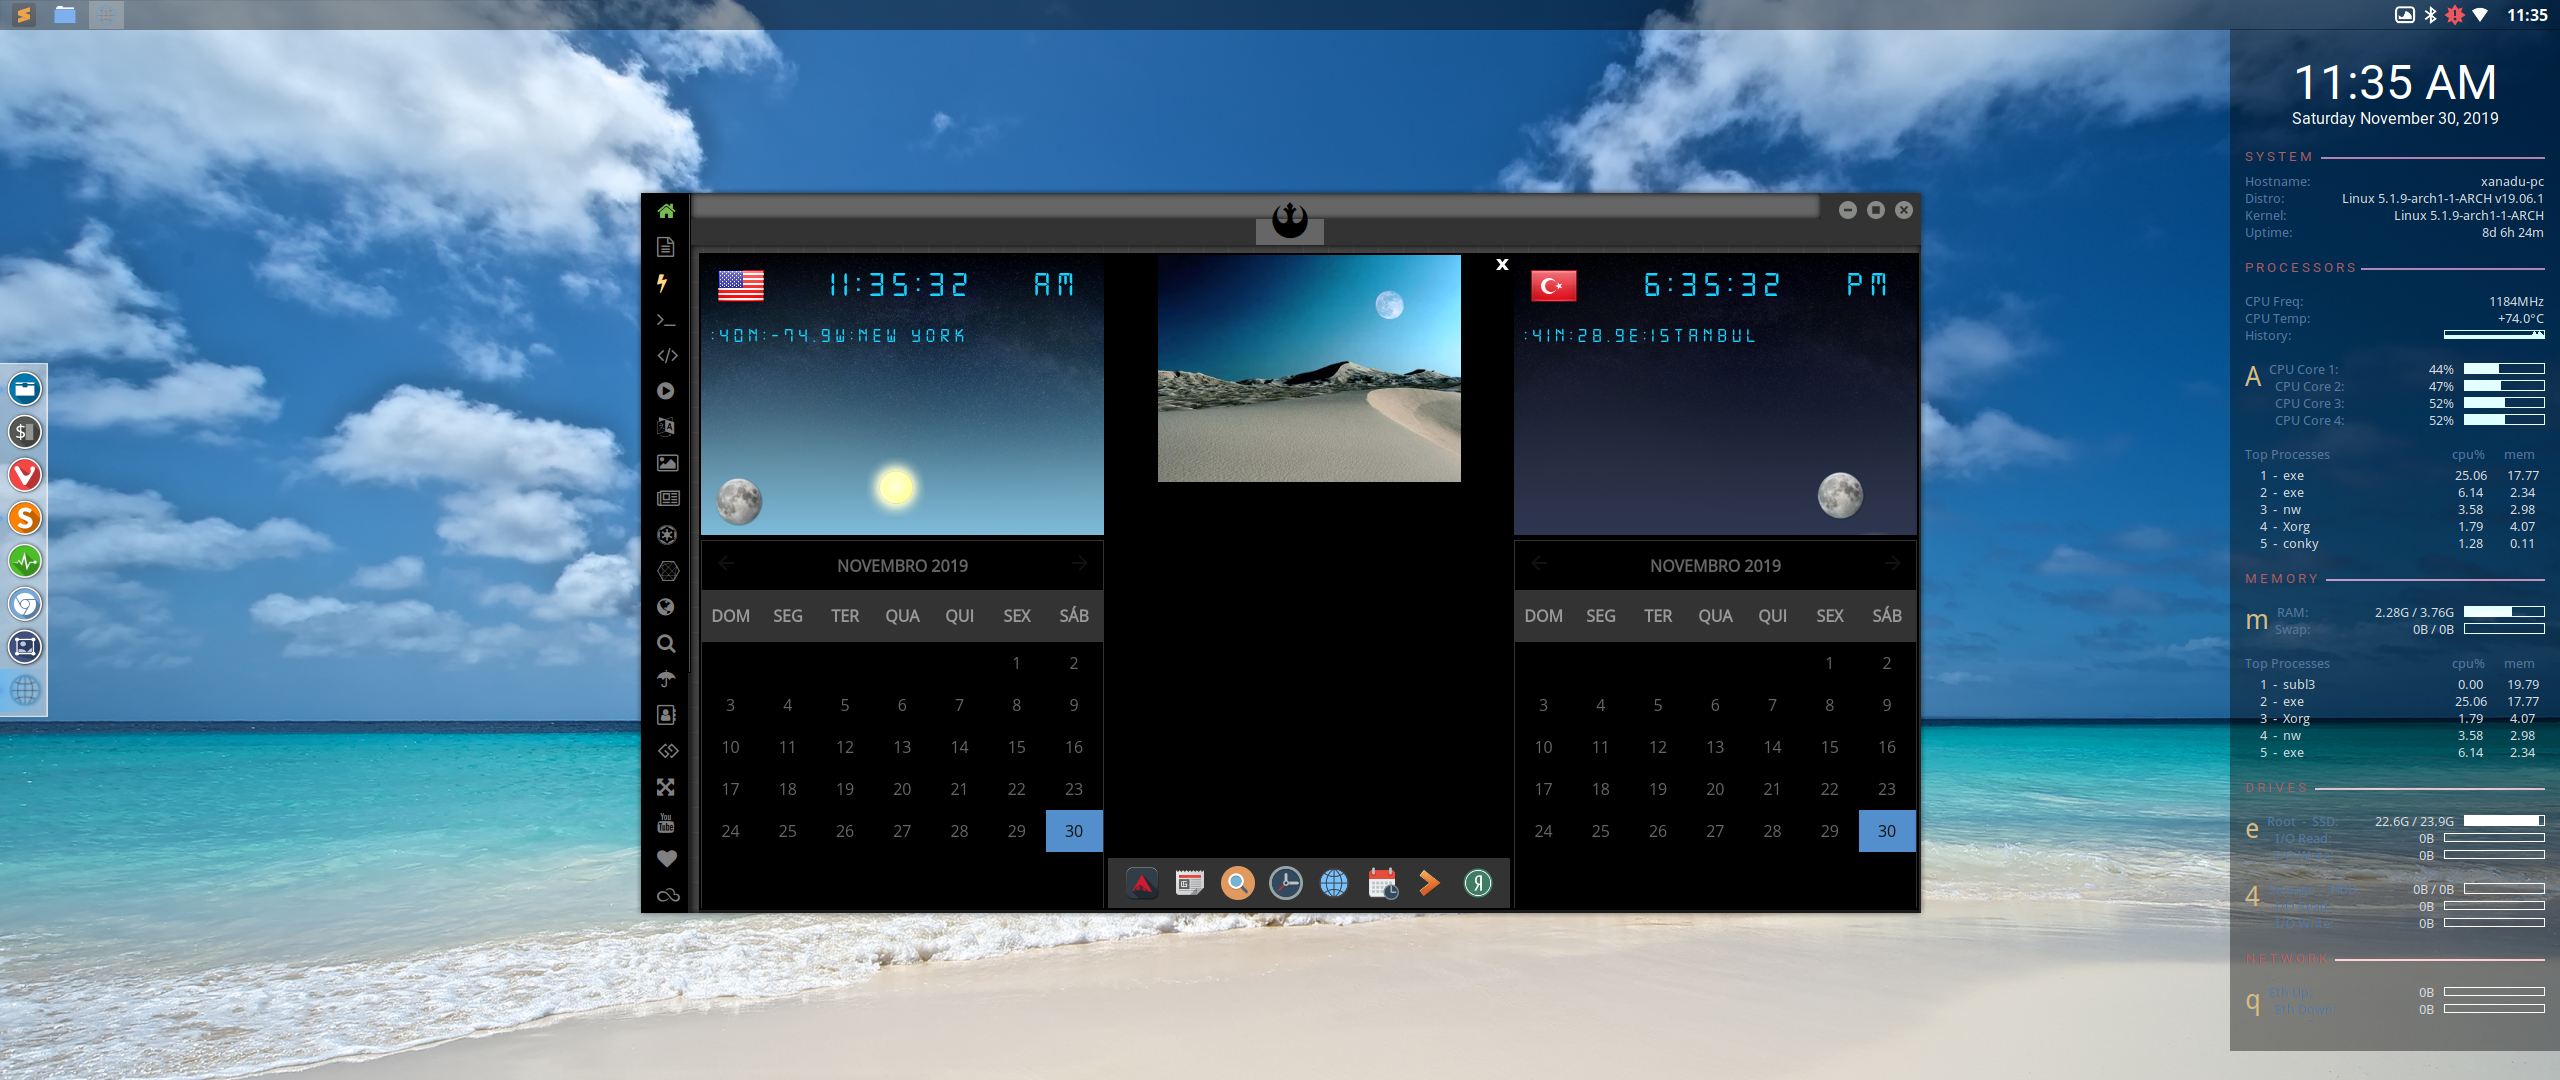 11:35
11:35 AM
Saturday November 30, 2019
SYSTEM
Hostname: xanadu-pc
Distro: Linux 5.1.9-arch1-1-ARCH v19.06.1
Kernel: Linux 5.1.9-arch1-1-ARCH
Uptime: 8d 6h 24m
PROCESSORS
CPU Freq: 1184MHz
CPU Temp: +74.0°C
History:
A CPU Core 1: 44%
CPU Core 2: 47%
CPU Core 3: 52%
CPU Core 4: 52%
Top Processes cpu% mem
1 - exe 25.06 17.77
2 - exe 6.14 2.34
3 - nw 3.58 2.98
4 - Xorg 1.79 4.07
5 - conky 1.28 0.11
MEMORY
m RAM: 2.28G / 3.76G
Swap: 0B / 0B
Top Processes cpu% mem
1 - subl3 0.00 19.79
2 - exe 25.06 17.77
3 - Xorg 1.79 4.07
4 - nw 3.58 2.98
5 - exe 6.14 2.34
DRIVES
e Root - SSD: 22.6G / 23.9G
I/O Read: 0B
0B
4 0B / 0B
0B
I/O Write: 0B
NETWORK
q Eth Up: 0B
Eth Down: 0B
11:35:32 AM
:40N:-74.9W:NEW YORK
NOVEMBRO 2019
DOM SEG TER QUA QUI SEX SÁB
1 2
3 4 5 6 7 8 9
10 11 12 13 14 15 16
17 18 19 20 21 22 23
24 25 26 27 28 29 30
x
6:35:32 PM
:41N:28.9E:ISTANBUL
NOVEMBRO 2019
DOM SEG TER QUA QUI SEX SÁB
1 2
3 4 5 6 7 8 9
10 11 12 13 14 15 16
17 18 19 20 21 22 23
24 25 26 27 28 29 30
You
Tube